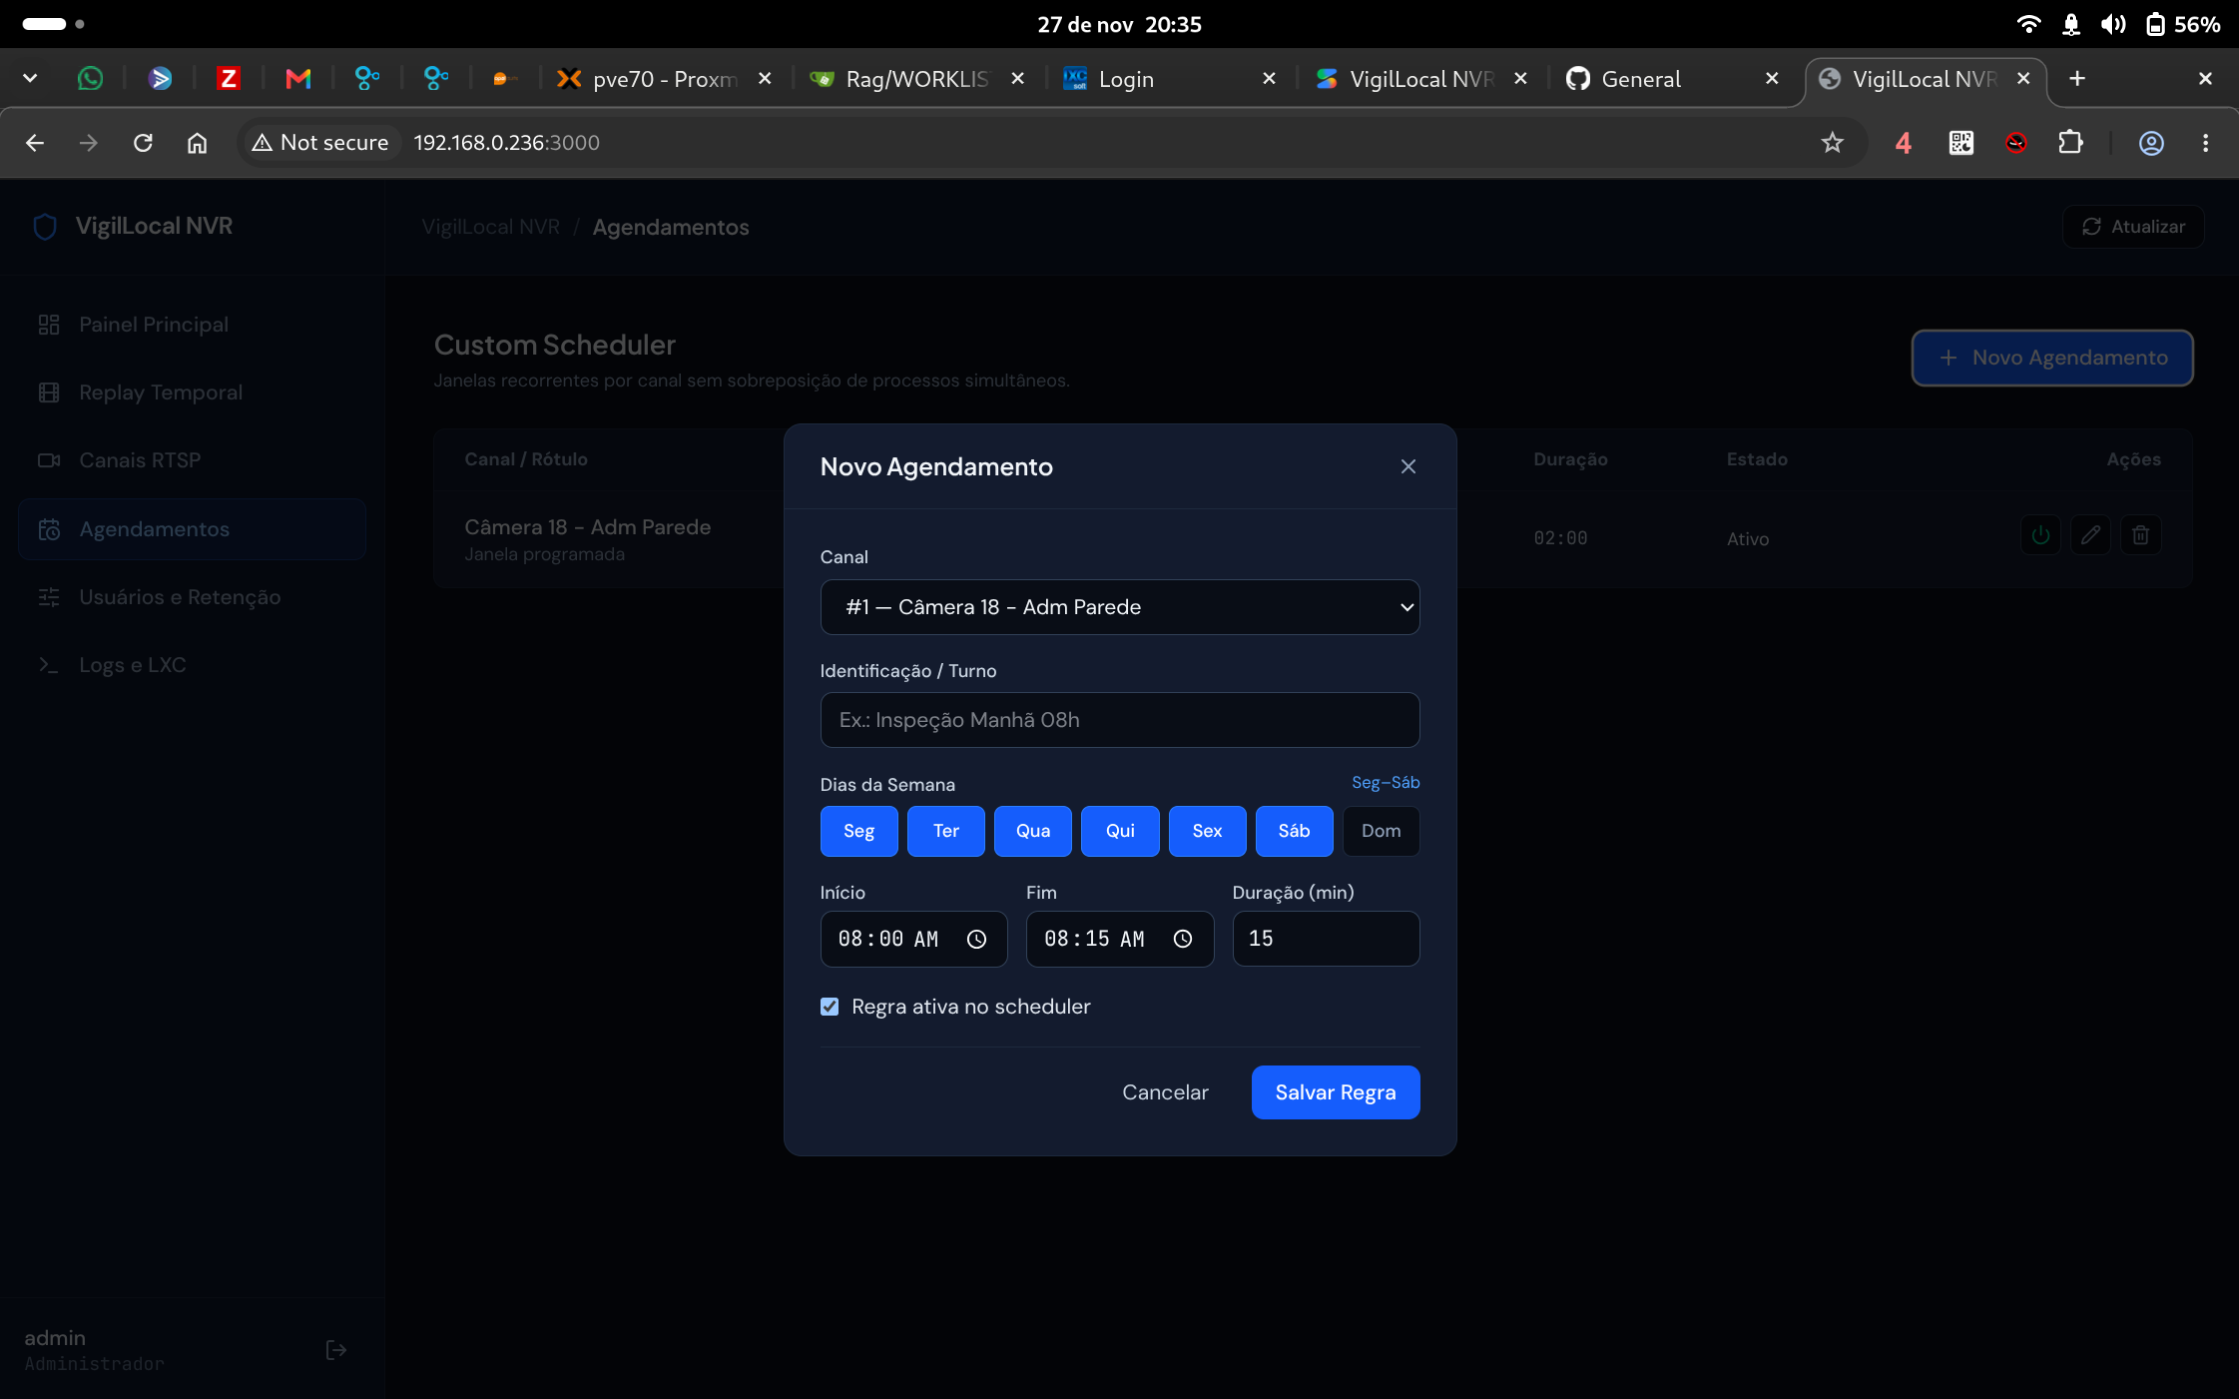 27 de nov 20:35
56%
pve70 - Proxm
Rag/WORKLIS
Login
VigilLocal NVR
General
VigilLocal NVR
Not secure
192.168.0.236:3000
4
VigilLocal NVR
VigilLocal NVR / Agendamentos
Atualizar
Painel Principal
Replay Temporal
Canais RTSP
Agendamentos
Usuários e Retenção
Logs e LXC
Custom Scheduler
Janelas recorrentes por canal sem sobreposição de processos simultâneos.
+ Novo Agendamento
Canal / Rótulo
Duração
Estado
Ações
Câmera 18 - Adm Parede
Janela programada
02:00
Ativo
Novo Agendamento
Canal
#1 — Câmera 18 - Adm Parede
Identificação / Turno
Ex.: Inspeção Manhã 08h
Dias da Semana
Seg–Sáb
Seg Ter Qua Qui Sex Sáb Dom
Início Fim Duração (min)
08:00 AM 08:15 AM 15
Regra ativa no scheduler
Cancelar
Salvar Regra
admin
Administrador